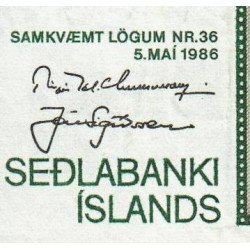 SAMKVÆMT LÖGUM NR.36
5.MAÍ 1986
SEÐLABANKI
ÍSLANDS